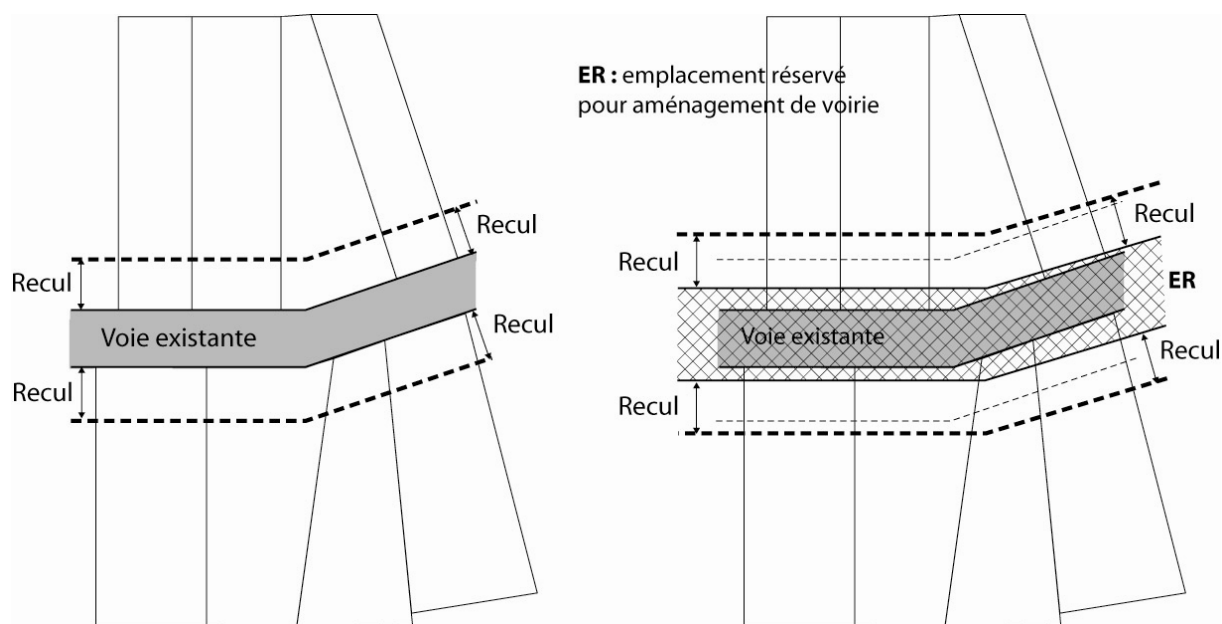 Recul
Recul
Voie existante
Recul
Recul
ER : emplacement réservé
pour aménagement de voirie
Recul
Recul
ER
Voie existante
Recul
Recul